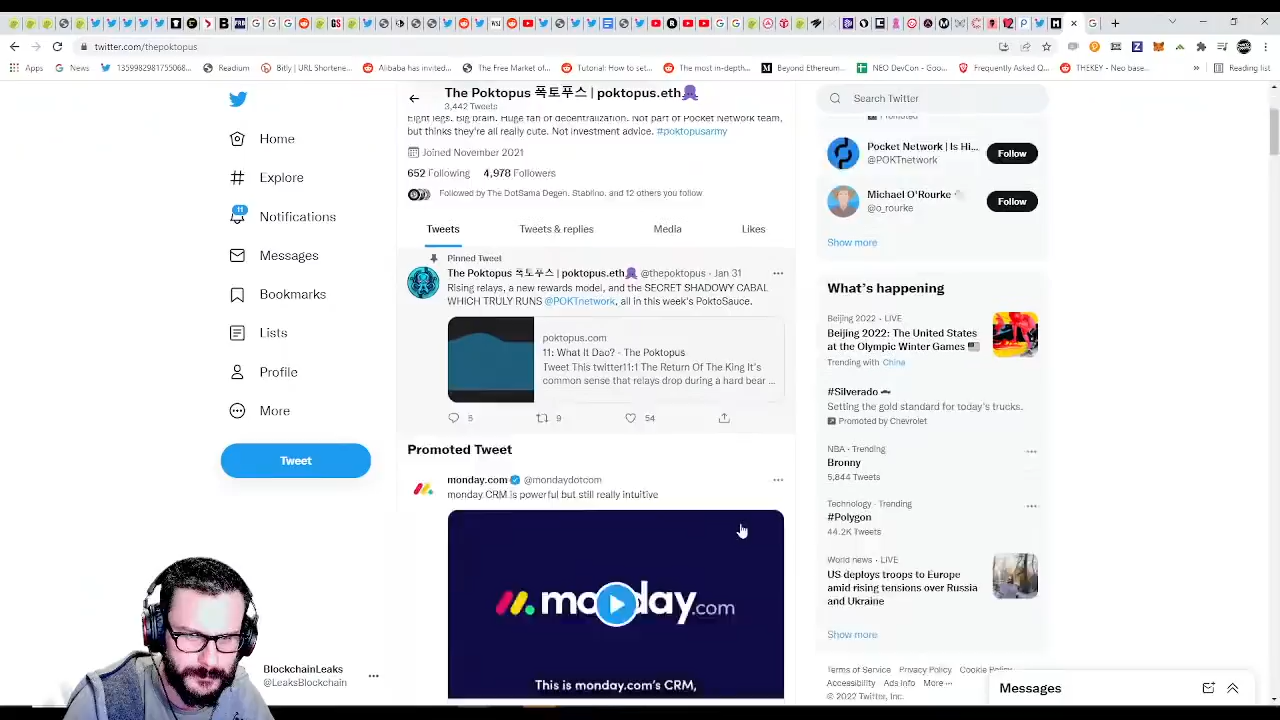 twitter.com/thepoktopus
Apps
News
1359982981755068...
Readium
Bitly | URL Shortene...
Alibaba has invited...
The Free Market of...
Tutorial: How to set...
The most in-depth...
Beyond Ethereum...
NEO DevCon - Goo...
Frequently Asked Q...
THEKEY - Neo base...
Reading list
The Poktopus 폭토푸스 | poktopus.eth🐙
3,442 Tweets
Search Twitter
Eight legs. Big brain. Huge fan of decentralization. Not part of Pocket Network team,
but thinks they're all really cute. Not investment advice. #poktopusarmy
Joined November 2021
652 Following 4,978 Followers
Followed by The DotSama Degen, Stablino, and 12 others you follow
Tweets
Tweets & replies
Media
Likes
Pinned Tweet
The Poktopus 폭토푸스 | poktopus.eth🐙 @thepoktopus · Jan 31
Rising relays, a new rewards model, and the SECRET SHADOWY CABAL
WHICH TRULY RUNS @POKTnetwork, all in this week's PoktoSauce.
poktopus.com
11: What It Dao? - The Poktopus
Tweet This twitter11:1 The Return Of The King It's
common sense that relays drop during a hard bear ...
5
9
54
Promoted Tweet
monday.com @mondaydotcom
monday CRM is powerful but still really intuitive
monday.com
This is monday.com's CRM,
Home
Explore
11
Notifications
Messages
Bookmarks
Lists
Profile
More
Tweet
BlockchainLeaks
@LeaksBlockchain
Promoted
Pocket Network | Is Hi...
@POKTnetwork
Follow
Michael O'Rourke
@o_rourke
Follow
Show more
What's happening
Beijing 2022 · LIVE
Beijing 2022: The United States
at the Olympic Winter Games
Trending with China
#Silverado
Setting the gold standard for today's trucks.
Promoted by Chevrolet
NBA · Trending
Bronny
5,844 Tweets
Technology · Trending
#Polygon
44.2K Tweets
World news · LIVE
US deploys troops to Europe
amid rising tensions over Russia
and Ukraine
Show more
Terms of Service Privacy Policy Cookie Policy
Accessibility Ads info More ...
© 2022 Twitter, Inc.
Messages